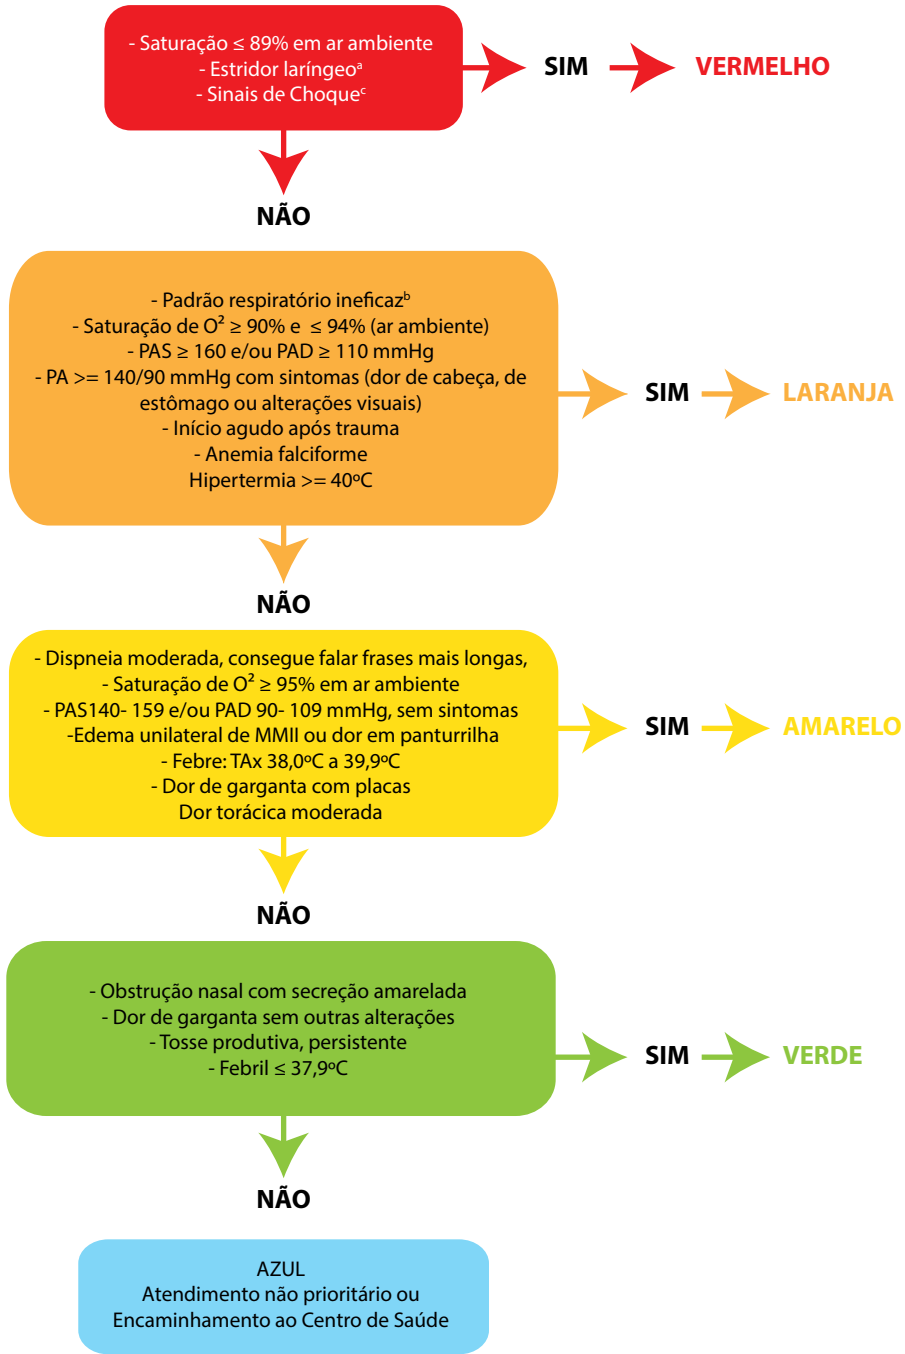 - Saturação ≤ 89% em ar ambiente
- Estridor laríngeoᵃ
- Sinais de Choqueᶜ
SIM
VERMELHO
NÃO
- Padrão respiratório ineficazᵇ
- Saturação de O² ≥ 90% e ≤ 94% (ar ambiente)
- PAS ≥ 160 e/ou PAD ≥ 110 mmHg
- PA >= 140/90 mmHg com sintomas (dor de cabeça, de
estômago ou alterações visuais)
- Início agudo após trauma
- Anemia falciforme
Hipertermia >= 40ºC
SIM
LARANJA
NÃO
- Dispneia moderada, consegue falar frases mais longas,
- Saturação de O² ≥ 95% em ar ambiente
- PAS140- 159 e/ou PAD 90- 109 mmHg, sem sintomas
-Edema unilateral de MMII ou dor em panturrilha
- Febre: TAx 38,0ºC a 39,9ºC
- Dor de garganta com placas
Dor torácica moderada
SIM
AMARELO
NÃO
- Obstrução nasal com secreção amarelada
- Dor de garganta sem outras alterações
- Tosse produtiva, persistente
- Febril ≤ 37,9ºC
SIM
VERDE
NÃO
AZUL
Atendimento não prioritário ou
Encaminhamento ao Centro de Saúde